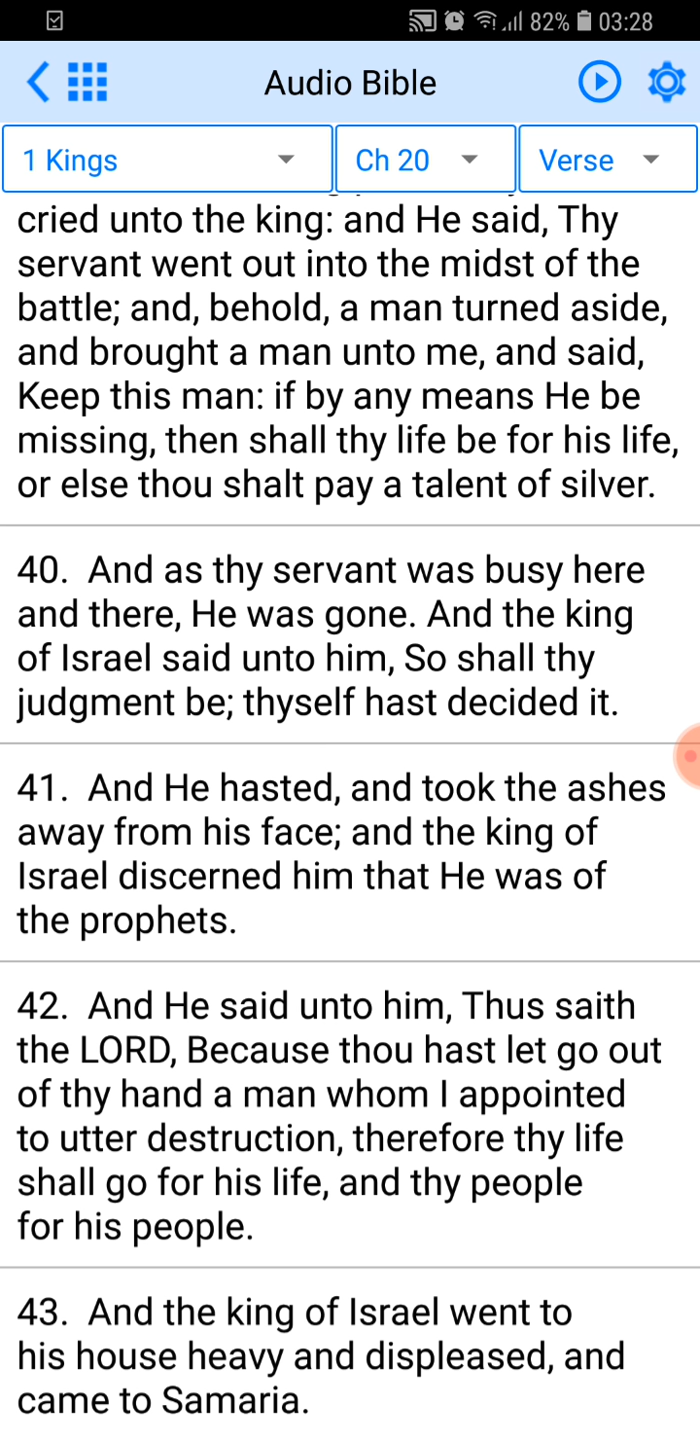 82% 03:28
Audio Bible
1 Kings Ch 20 Verse
cried unto the king: and He said, Thy
servant went out into the midst of the
battle; and, behold, a man turned aside,
and brought a man unto me, and said,
Keep this man: if by any means He be
missing, then shall thy life be for his life,
or else thou shalt pay a talent of silver.
40. And as thy servant was busy here
and there, He was gone. And the king
of Israel said unto him, So shall thy
judgment be; thyself hast decided it.
41. And He hasted, and took the ashes
away from his face; and the king of
Israel discerned him that He was of
the prophets.
42. And He said unto him, Thus saith
the LORD, Because thou hast let go out
of thy hand a man whom I appointed
to utter destruction, therefore thy life
shall go for his life, and thy people
for his people.
43. And the king of Israel went to
his house heavy and displeased, and
came to Samaria.